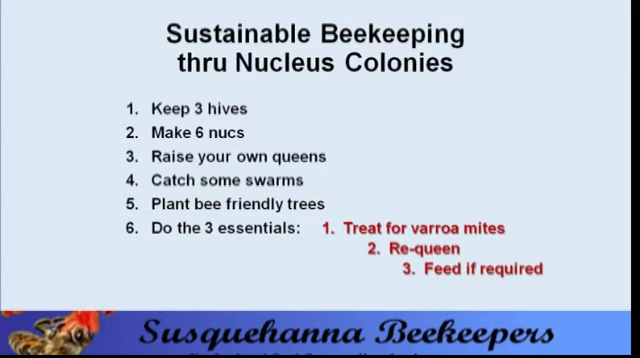 Sustainable Beekeeping
thru Nucleus Colonies
1. Keep 3 hives
2. Make 6 nucs
3. Raise your own queens
4. Catch some swarms
5. Plant bee friendly trees
6. Do the 3 essentials: 1. Treat for varroa mites
2. Re-queen
3. Feed if required
Susquehanna Beekeepers